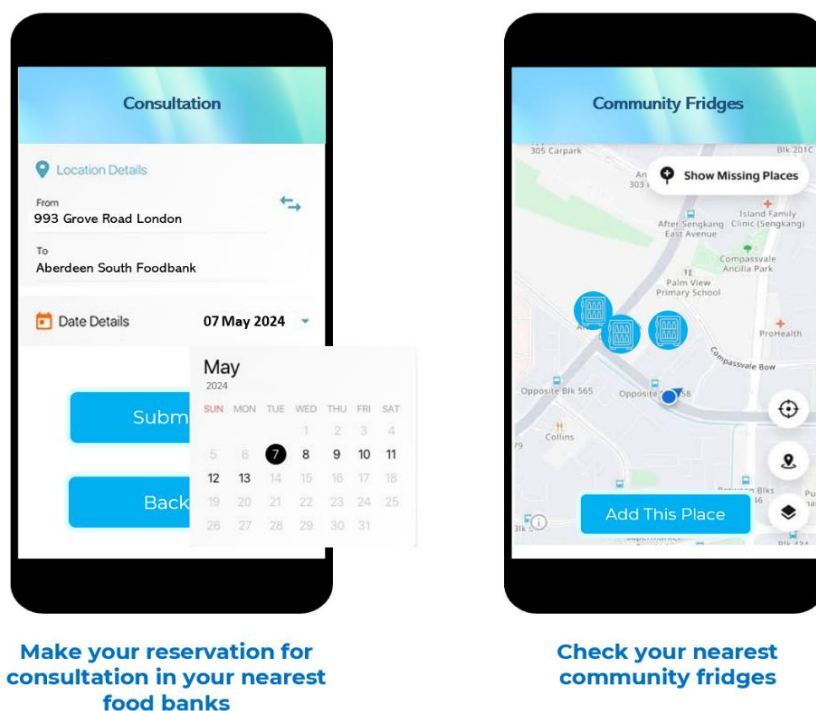 Consultation
Location Details
From
993 Grove Road London
To
Aberdeen South Foodbank
Date Details
07 May 2024
May
2024
SUN MON TUE WED THU FRI SAT
1 2 3 4
5 6 7 8 9 10 11
12 13 14 15 16 17 18
19 20 21 22 23 24 25
26 27 28 29 30 31
Subm
Back
Make your reservation for
consultation in your nearest
food banks
Community Fridges
305 Carpark
Blk 201C
Show Missing Places
303
Island Family
Clinic (Sengkang)
After Sengkang
East Avenue
Compassvale
Ancilla Park
Palm View
Primary School
ProHealth
Compassvale Bow
Opposite Blk 565
Opposite
58
Collins
Add This Place
Check your nearest
community fridges